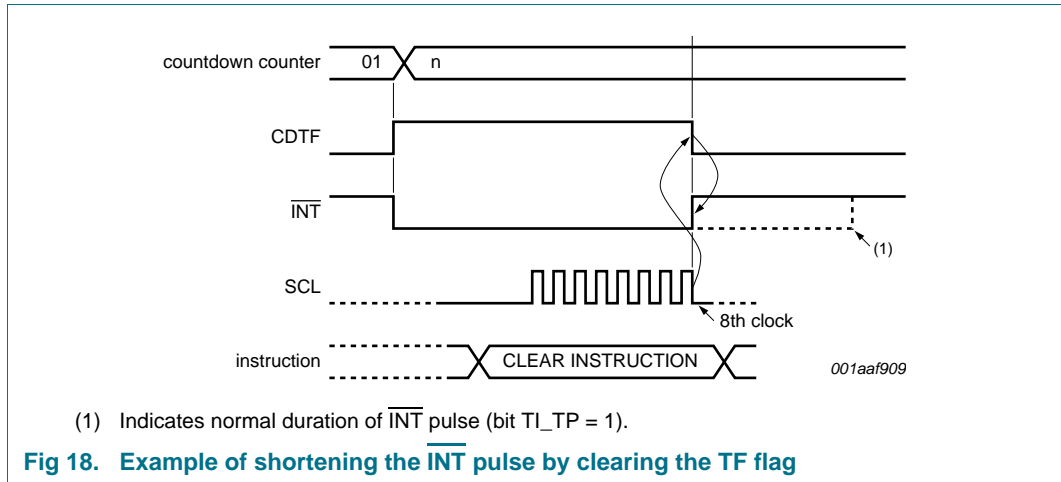 countdown counter 01 n
CDTF
INT
(1)
SCL
8th clock
instruction CLEAR INSTRUCTION
001aaf909
(1) Indicates normal duration of INT pulse (bit TI_TP = 1).
Fig 18. Example of shortening the INT pulse by clearing the TF flag